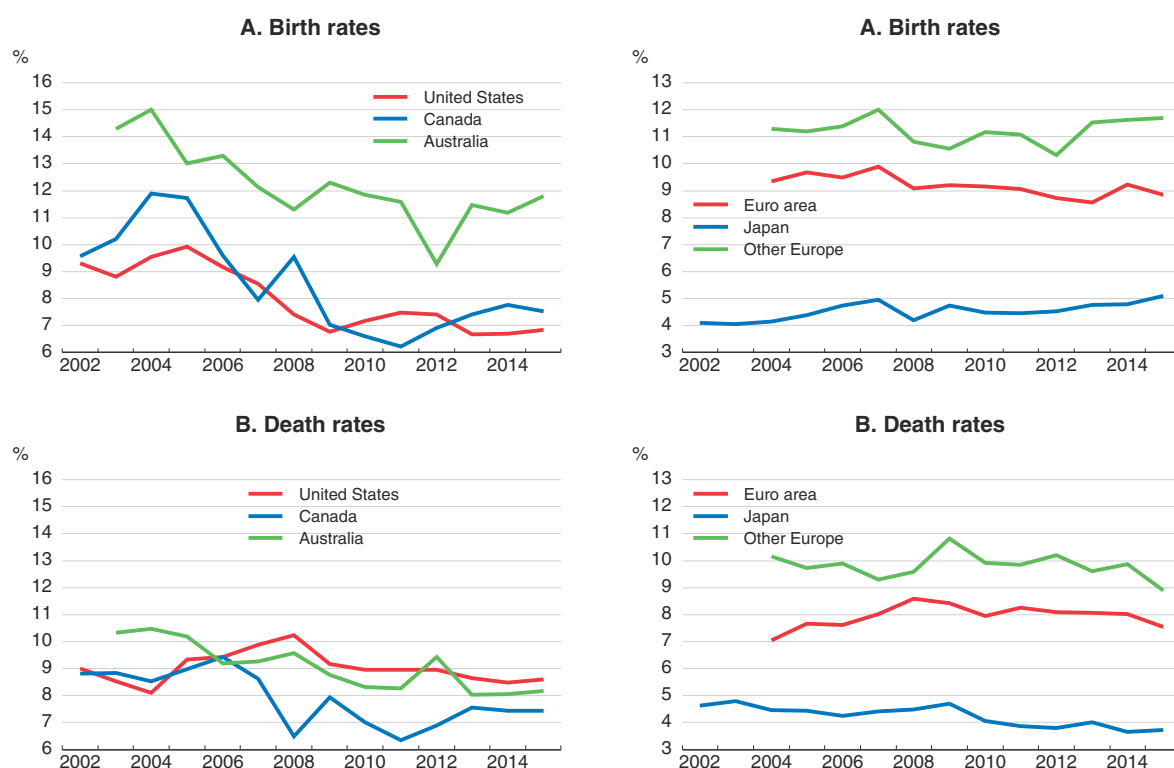 A. Birth rates
%
16
15
14
13
12
11
10
9
8
7
6
United States
Canada
Australia
2002 2004 2006 2008 2010 2012 2014
A. Birth rates
%
13
12
11
10
9
8
7
6
5
4
3
Euro area
Japan
Other Europe
2002 2004 2006 2008 2010 2012 2014
B. Death rates
%
16
15
14
13
12
11
10
9
8
7
6
United States
Canada
Australia
2002 2004 2006 2008 2010 2012 2014
B. Death rates
%
13
12
11
10
9
8
7
6
5
4
3
Euro area
Japan
Other Europe
2002 2004 2006 2008 2010 2012 2014